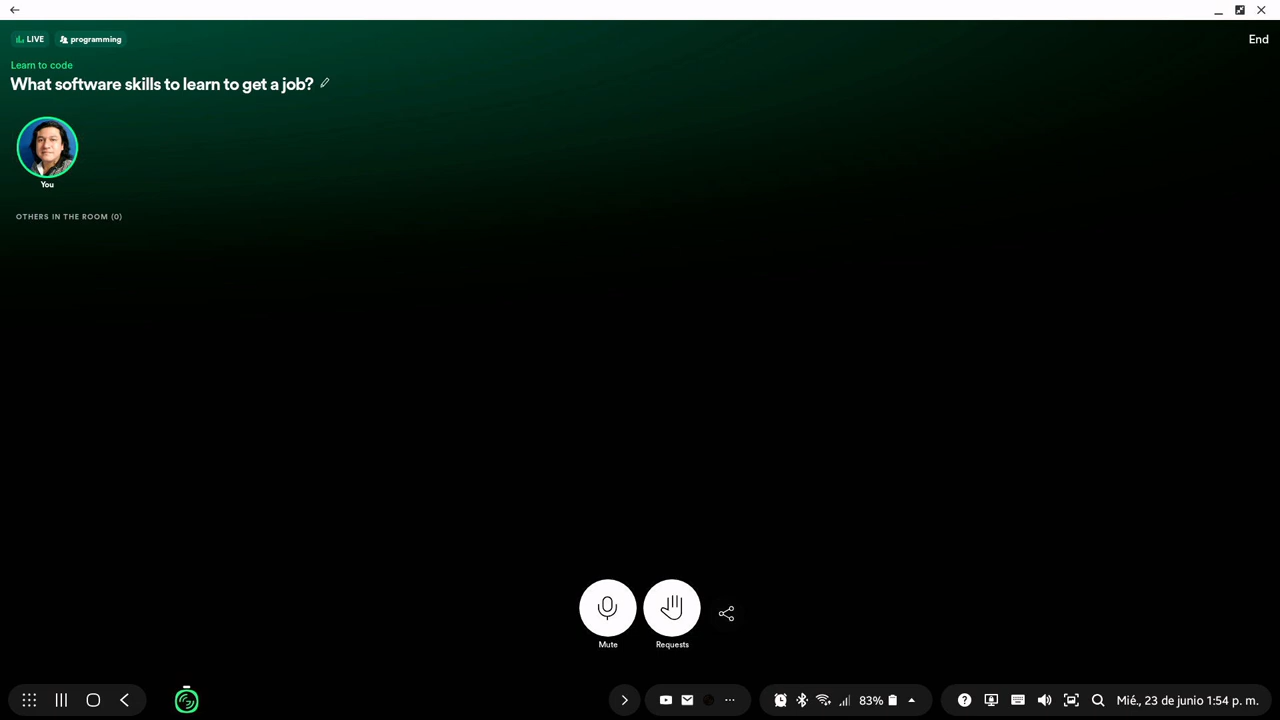 LIVE
programming
End
Learn to code
What software skills to learn to get a job?
You
OTHERS IN THE ROOM (0)
Mute
Requests
83%
Mié., 23 de junio 1:54 p. m.